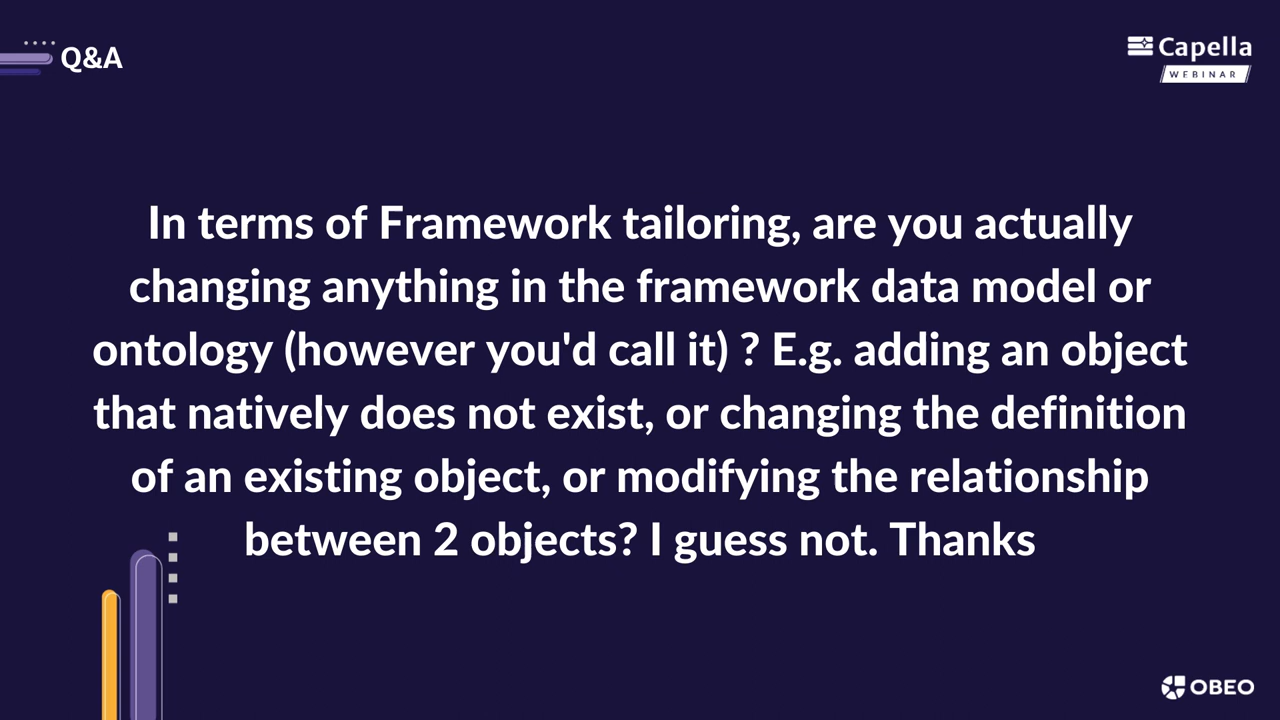 Q&A
Capella
WEBINAR
In terms of Framework tailoring, are you actually
changing anything in the framework data model or
ontology (however you'd call it) ? E.g. adding an object
that natively does not exist, or changing the definition
of an existing object, or modifying the relationship
between 2 objects? I guess not. Thanks
OBEO